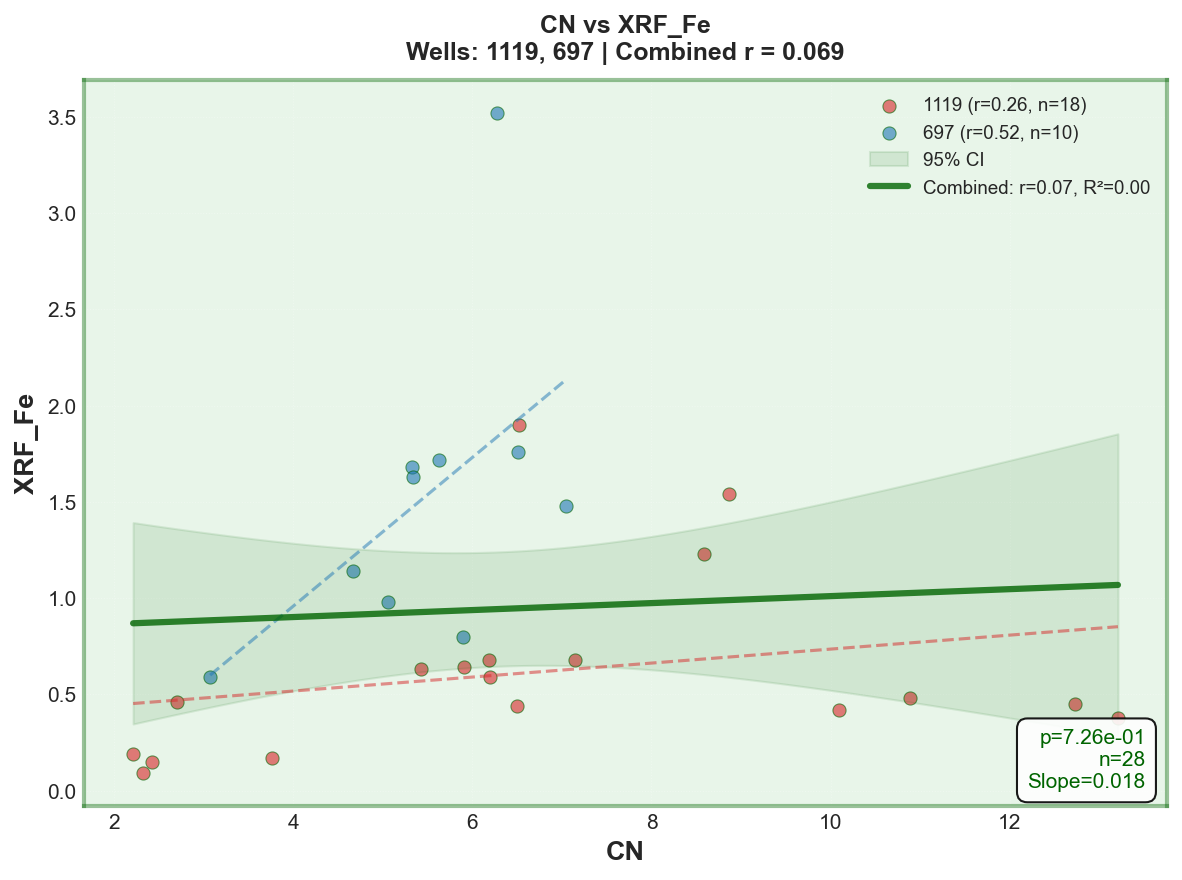 CN vs XRF_Fe
Wells: 1119, 697 | Combined r = 0.069
1119 (r=0.26, n=18)
697 (r=0.52, n=10)
95% CI
Combined: r=0.07, R²=0.00
3.5
3.0
2.5
2.0
1.5
1.0
0.5
0.0
XRF_Fe
p=7.26e-01
n=28
Slope=0.018
2
4
6
8
10
12
CN